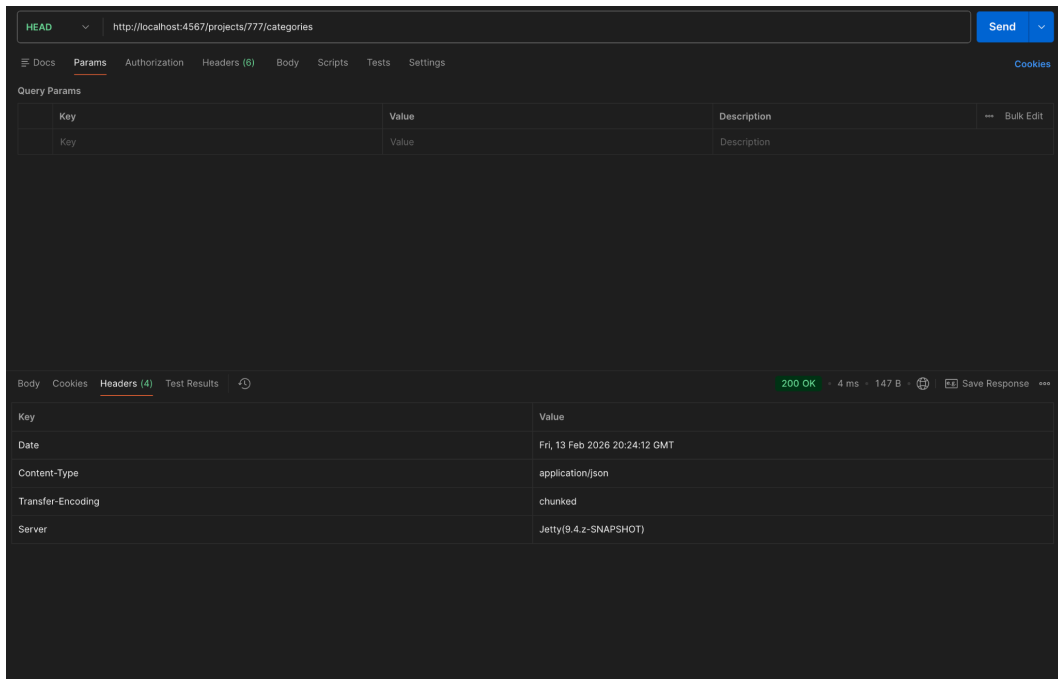 HEAD http://localhost:4567/projects/777/categories Send
Docs Params Authorization Headers (6) Body Scripts Tests Settings Cookies
Query Params
Key Value Description Bulk Edit
Key Value Description
Body Cookies Headers (4) Test Results 200 OK • 4 ms • 147 B • e.g. Save Response
Key Value
Date Fri, 13 Feb 2026 20:24:12 GMT
Content-Type application/json
Transfer-Encoding chunked
Server Jetty(9.4.z-SNAPSHOT)